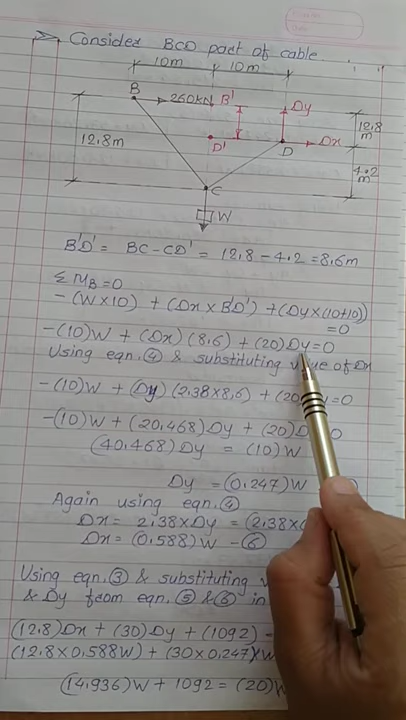 Consider BCD part of cable
10m 10m
B 260kN B' Dy
12.8m D' D Dx 12.8 m
4.2 m
C
W
B'D' = BC - CD' = 12.8 - 4.2 = 8.6m
ΣMB = 0
-(W×10) + (Dx × B'D') + (Dy×(10+10)) = 0
-(10)W + (Dx)(8.6) + (20)Dy = 0
Using eqn. ④ & substituting value of Dx
-(10)W + (Dy)(2.38×8.6) + (20 y = 0
-(10)W + (20.468)Dy + (20)D 0
(40.468)Dy = (10)W
Dy = (0.247)W
Again using eqn. ④
Dx = 2.38×Dy = (2.38×0
Dx = (0.588)W - ⑥
Using eqn. ③ & substituting
& Dy from eqn. ⑤ & ⑥ in
(12.8)Dx + (30)Dy + (1092) =
(12.8×0.588W) + (30×0.247)W
(14.936)W + 1092 = (20)W